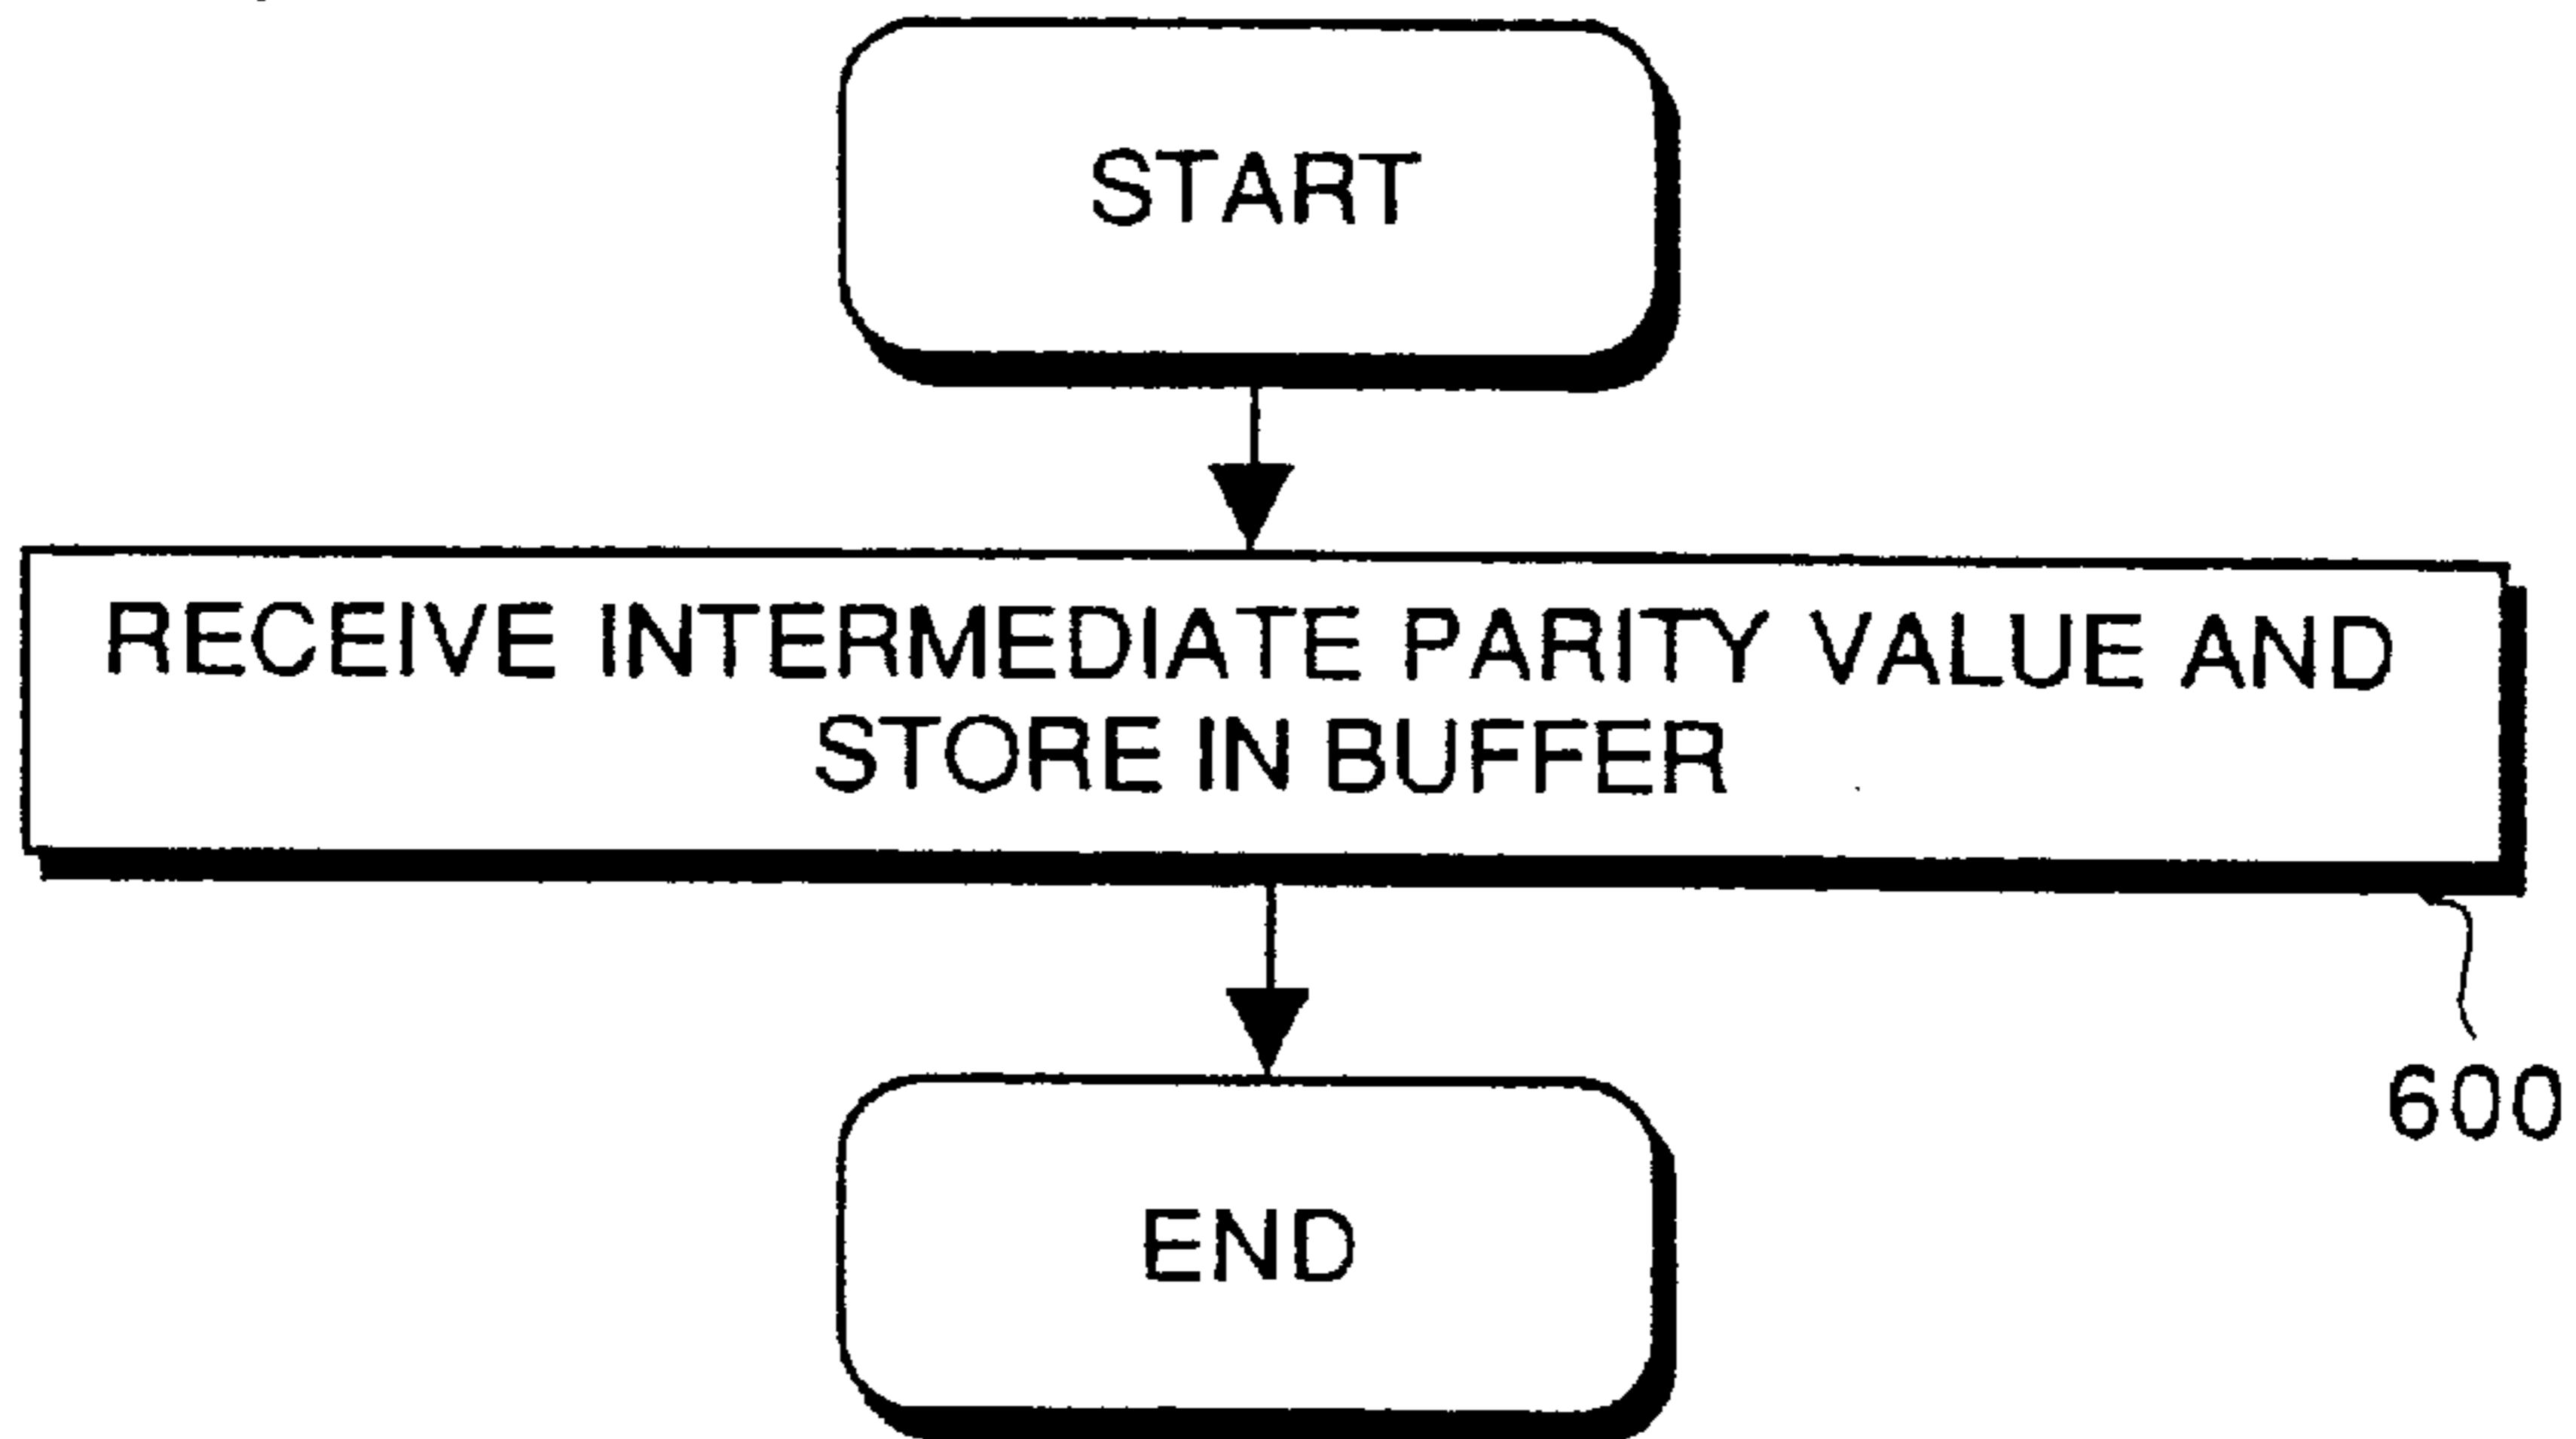 START
RECEIVE INTERMEDIATE PARITY VALUE AND
STORE IN BUFFER
600
END